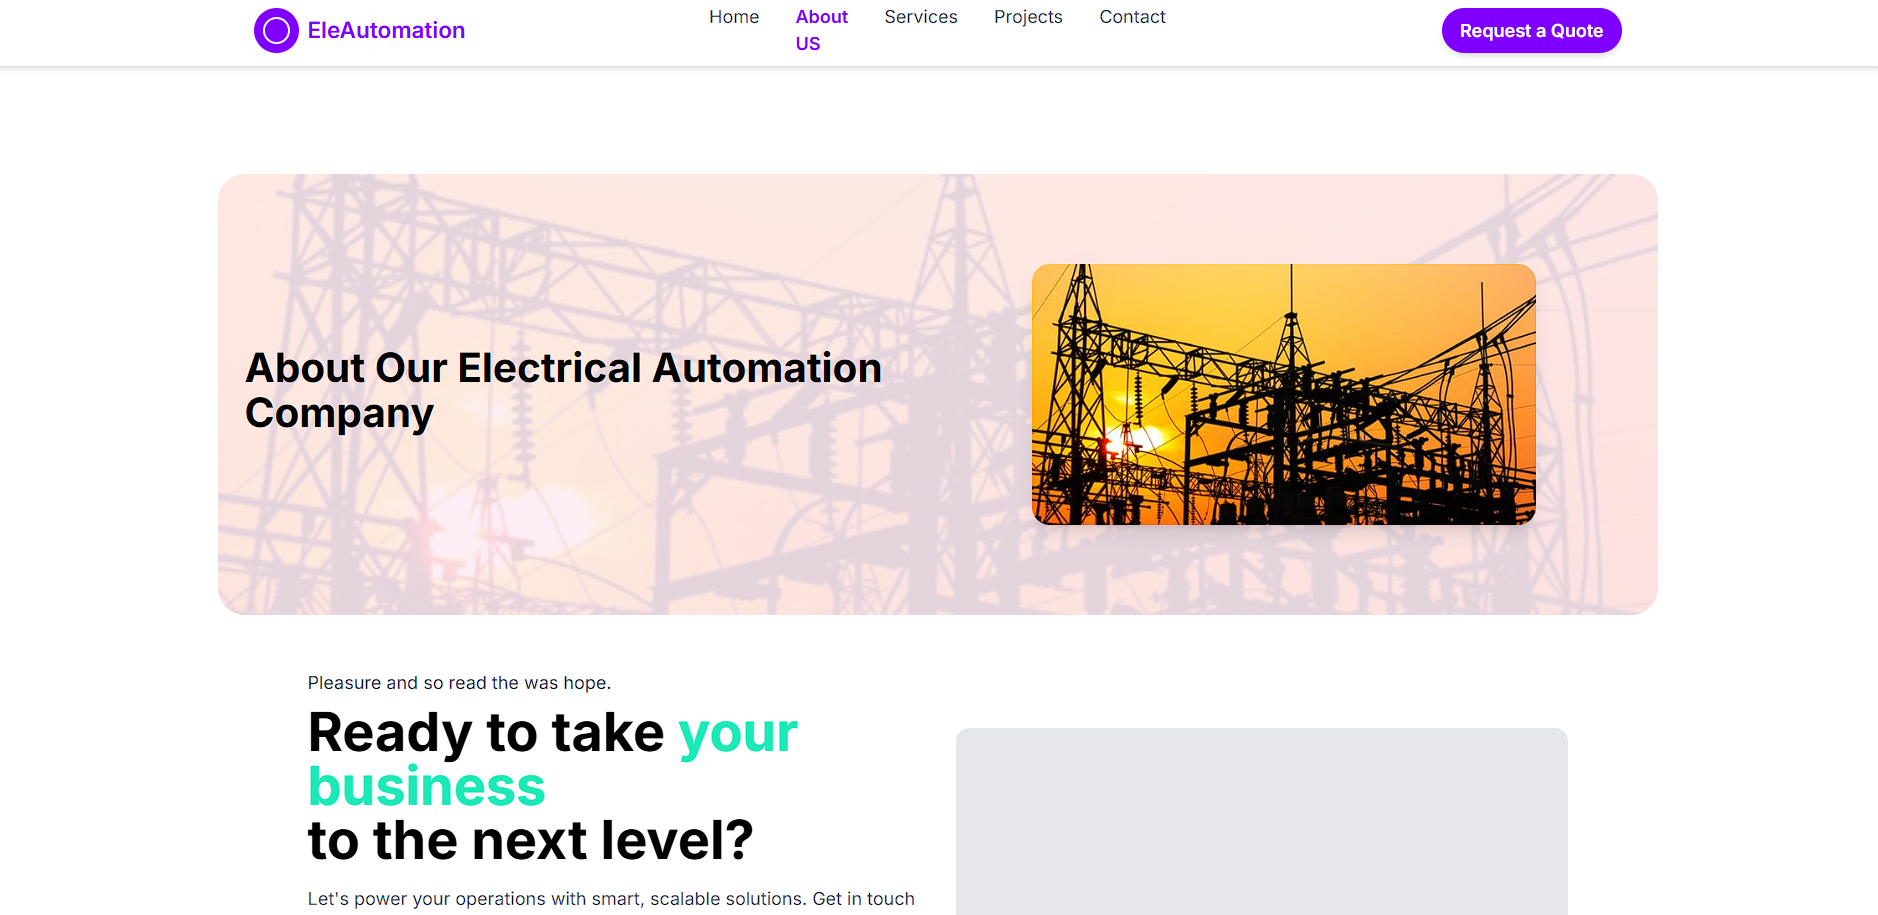 EleAutomation
Home
About
US
Services
Projects
Contact
Request a Quote
About Our Electrical Automation
Company
Pleasure and so read the was hope.
Ready to take your
business
to the next level?
Let's power your operations with smart, scalable solutions. Get in touch